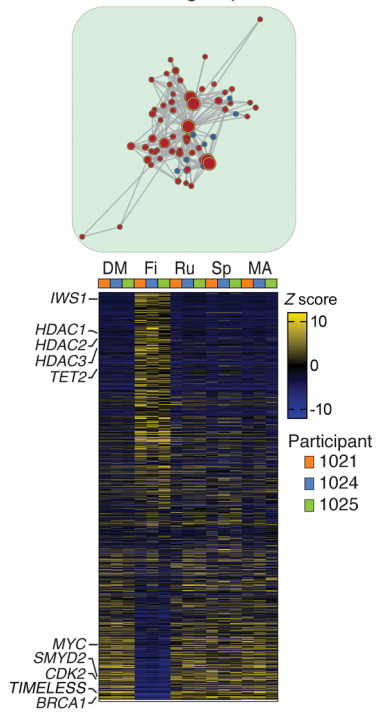 DM Fi Ru Sp MA
IWS1
HDAC1
HDAC2
HDAC3
TET2
MYC
SMYD2
CDK2
TIMELESS
BRCA1
Z score
10
0
-10
Participant
1021
1024
1025